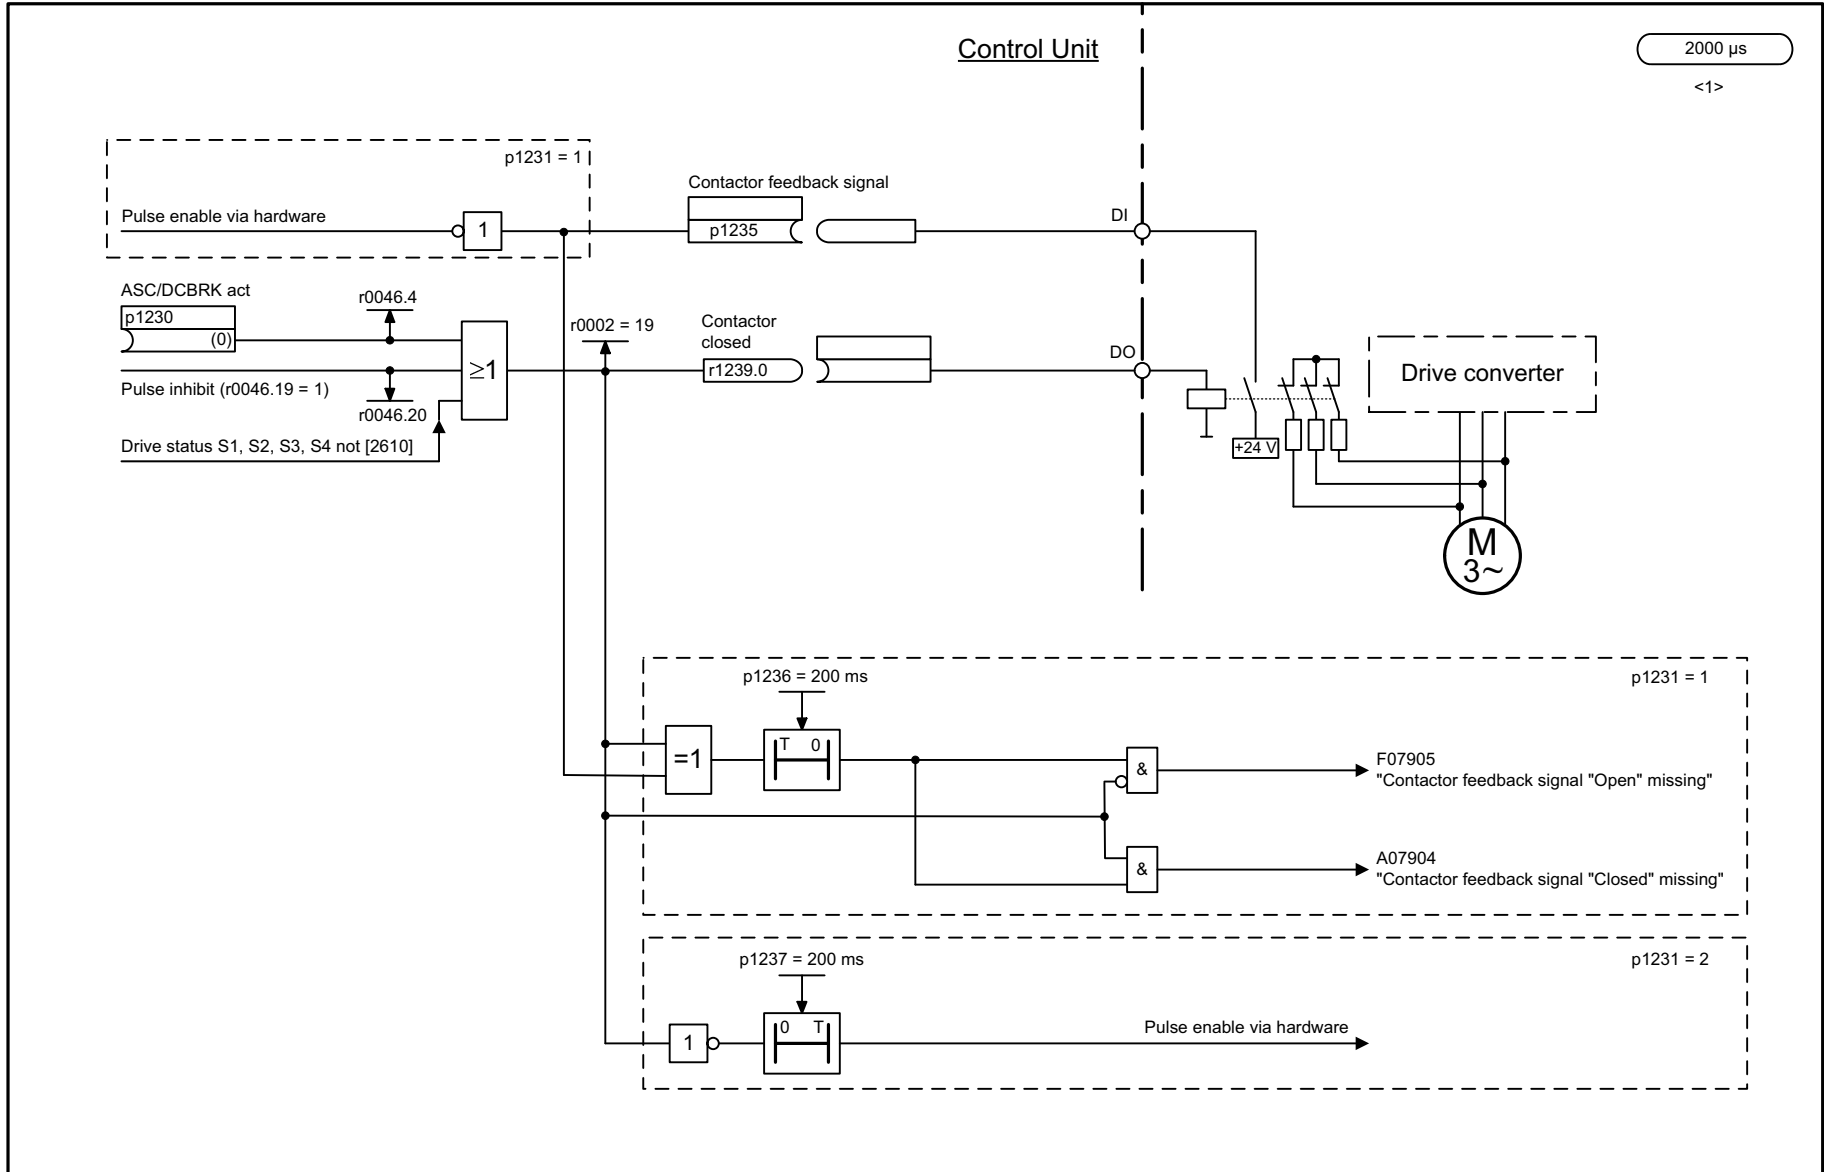 Control Unit
2000 µs
<1>
p1231 = 1
Pulse enable via hardware
1
Contactor feedback signal
p1235
DI
ASC/DCBRK act
p1230
(0)
r0046.4
Pulse inhibit (r0046.19 = 1)
r0046.20
Drive status S1, S2, S3, S4 not [2610]
≥1
r0002 = 19
Contactor
closed
r1239.0
DO
+24 V
Drive converter
M
3~
p1231 = 1
p1236 = 200 ms
=1
T 0
&
F07905
"Contactor feedback signal "Open" missing"
&
A07904
"Contactor feedback signal "Closed" missing"
p1231 = 2
p1237 = 200 ms
1
0 T
Pulse enable via hardware